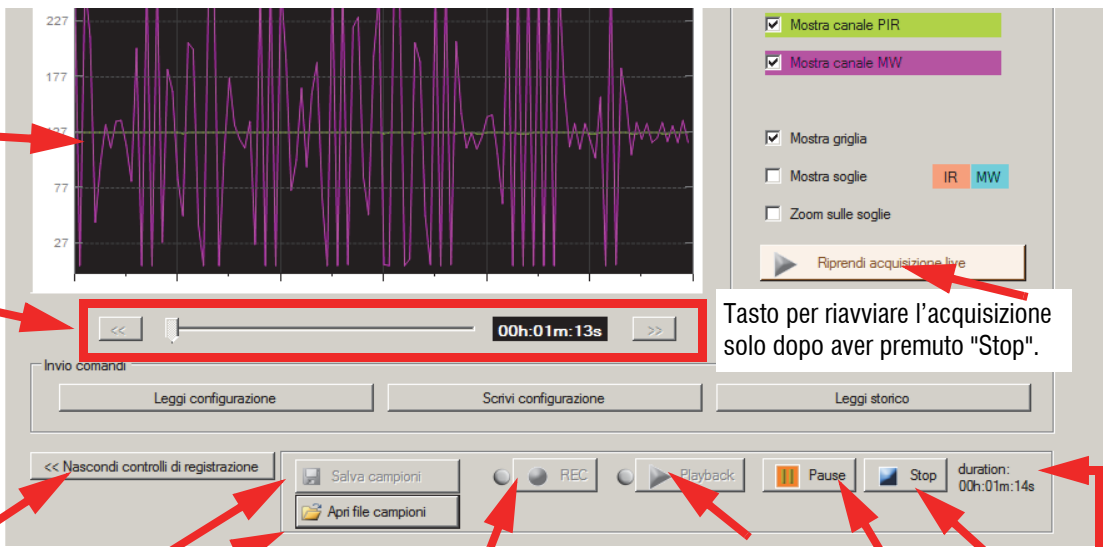 227
177
127
77
27
Mostra canale PIR
Mostra canale MW
Mostra griglia
Mostra soglie
IR MW
Zoom sulle soglie
Riprendi acquisizione live
Tasto per riavviare l'acquisizione
solo dopo aver premuto "Stop".
<< 00h:01m:13s >>
Invio comandi
Leggi configurazione Scrivi configurazione Leggi storico
<< Nascondi controlli di registrazione
Salva campioni REC Playback Pause Stop duration:
00h:01m:14s
Apri file campioni